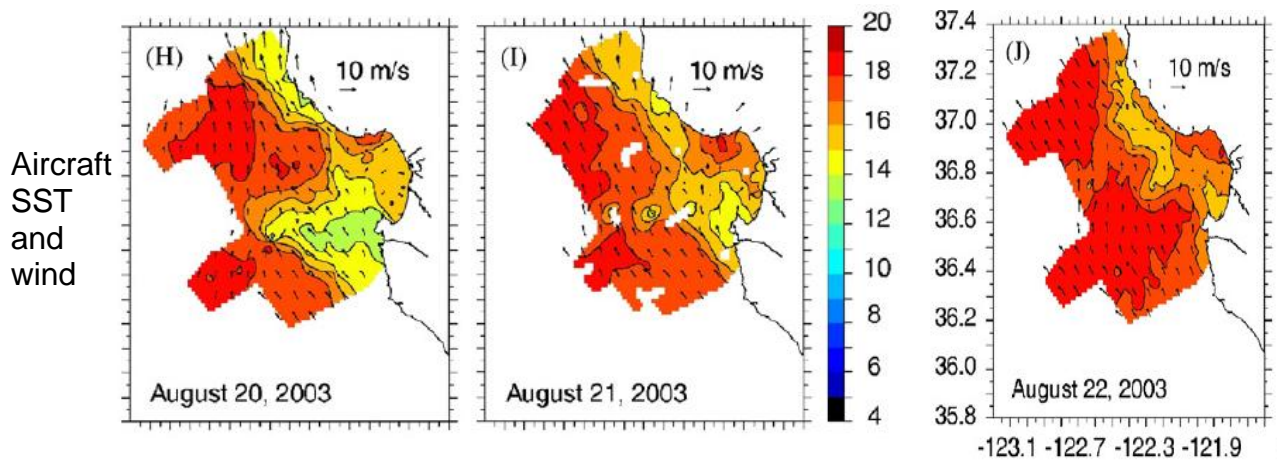 Aircraft
SST
and
wind
(H)
10 m/s
August 20, 2003
(I)
10 m/s
August 21, 2003
20
18
16
14
12
10
8
6
4
37.4
37.2
37.0
36.8
36.6
36.4
36.2
36.0
35.8
(J)
10 m/s
August 22, 2003
-123.1 -122.7 -122.3 -121.9